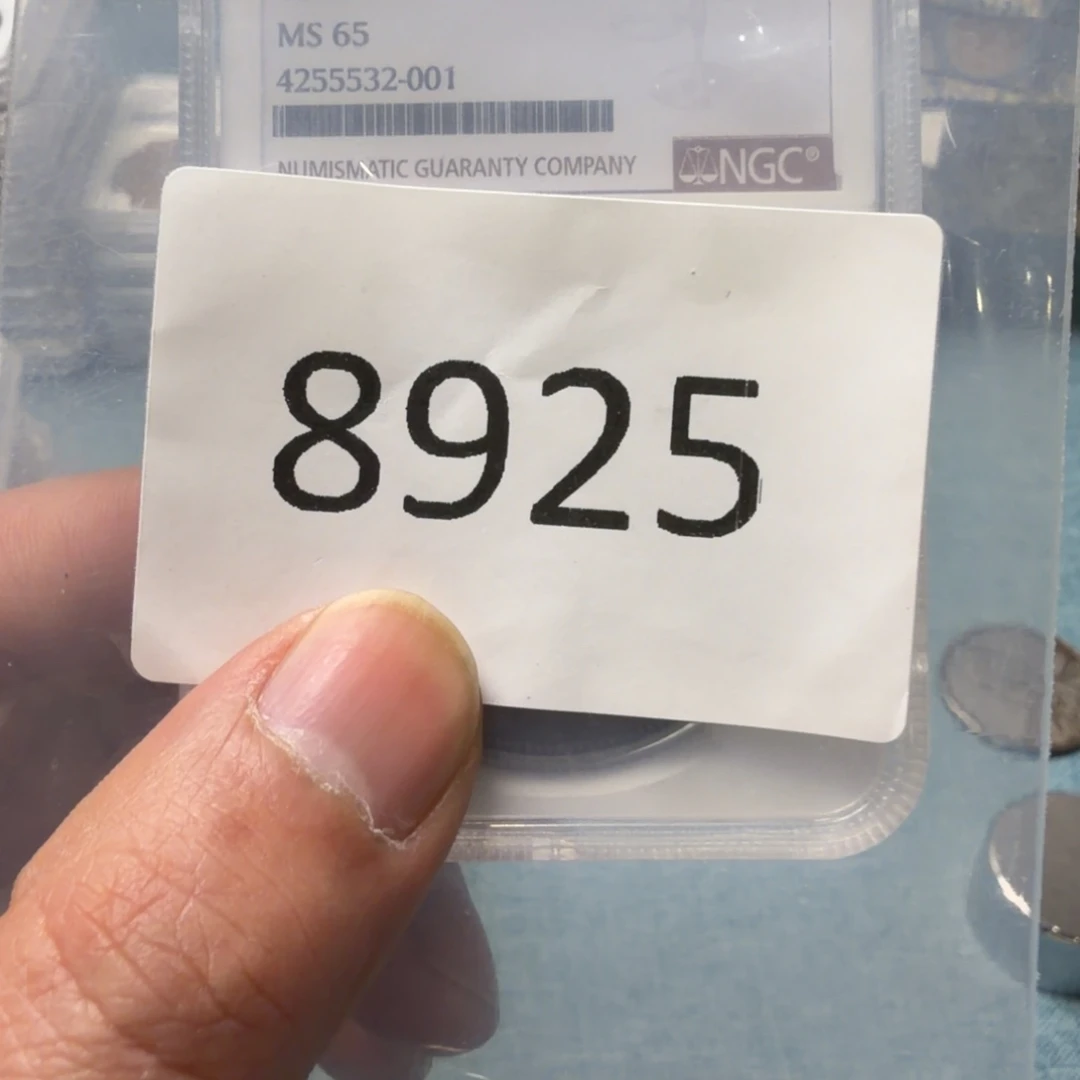 MS 65
4255532-001
NUMISMATIC GUARANTY COMPANY
NGC®
8925